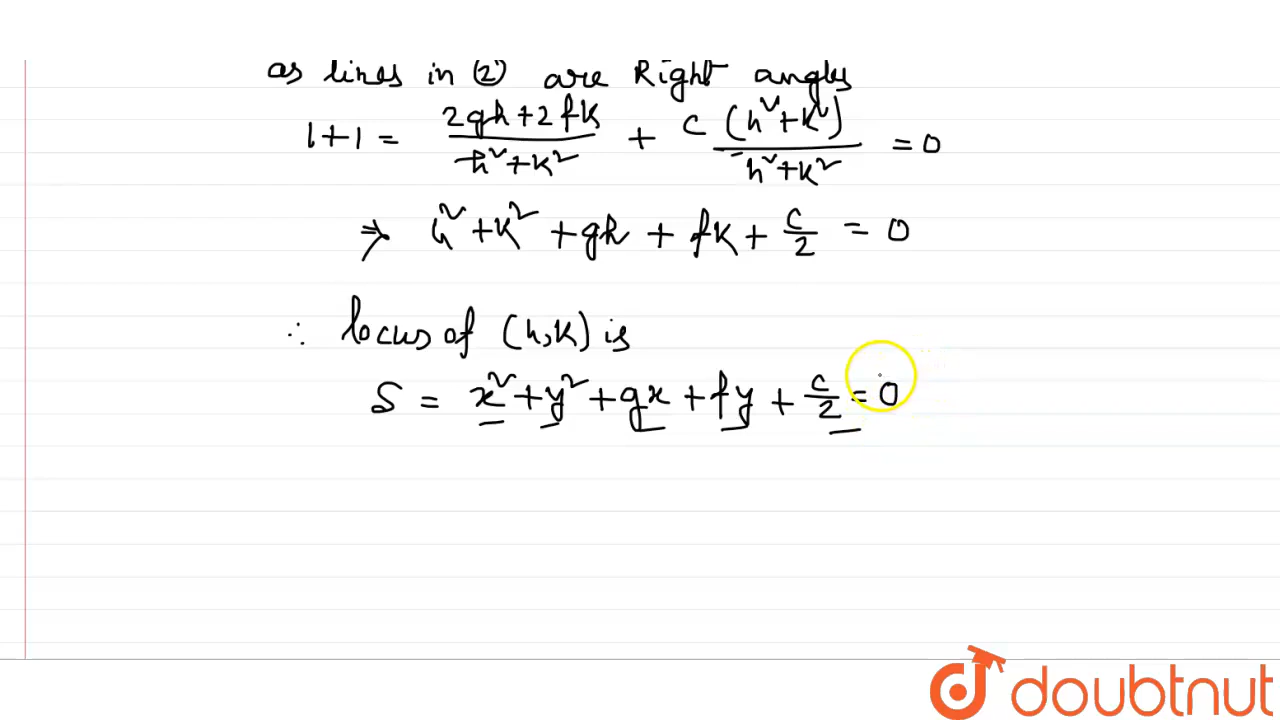 as lines in (2) are Right angles
1+1 = (2gh+2fk)/(h²+k²) + c (h²+k²)/(h²+k²) = 0
⇒ h²+k²+gh+fk+c/2 = 0
∴ locus of (h,k) is
S = x²+y²+gx+fy+c/2=0
doubtnut